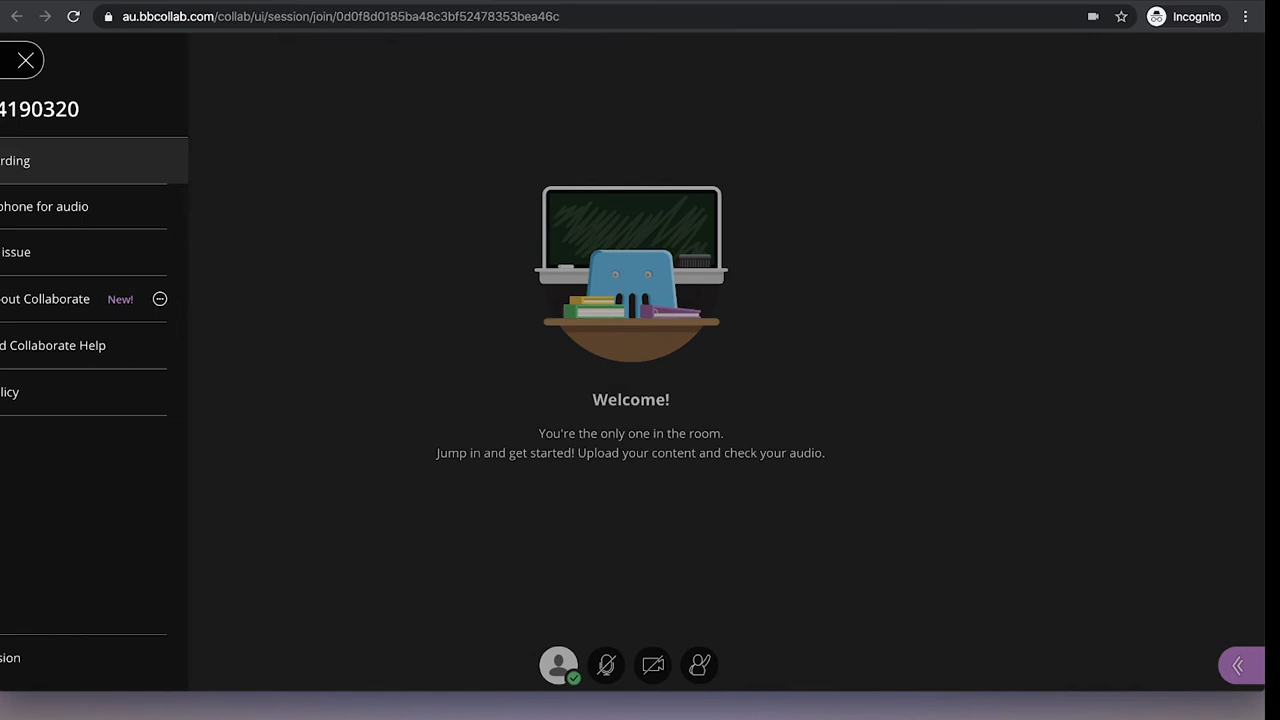 au.bbcollab.com/collab/ui/session/join/0d0f8d0185ba48c3bf52478353bea46c
Incognito
4190320
rding
phone for audio
issue
out Collaborate New!
d Collaborate Help
licy
sion
Welcome!
You're the only one in the room.
Jump in and get started! Upload your content and check your audio.